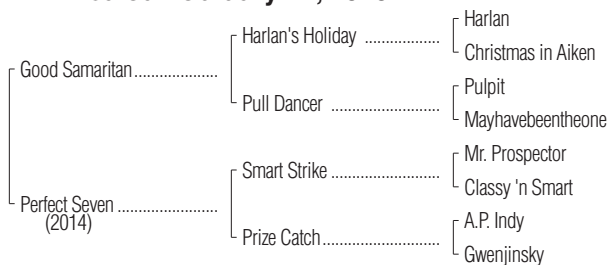 Harlan
Harlan's Holiday ..................
Christmas in Aiken
Good Samaritan.....................
Pulpit
Pull Dancer .......................
Mayhavebeentheone
Mr. Prospector
Smart Strike .......................
Classy 'n Smart
Perfect Seven .........................
(2014)
A.P. Indy
Prize Catch..........................
Gwenjinsky